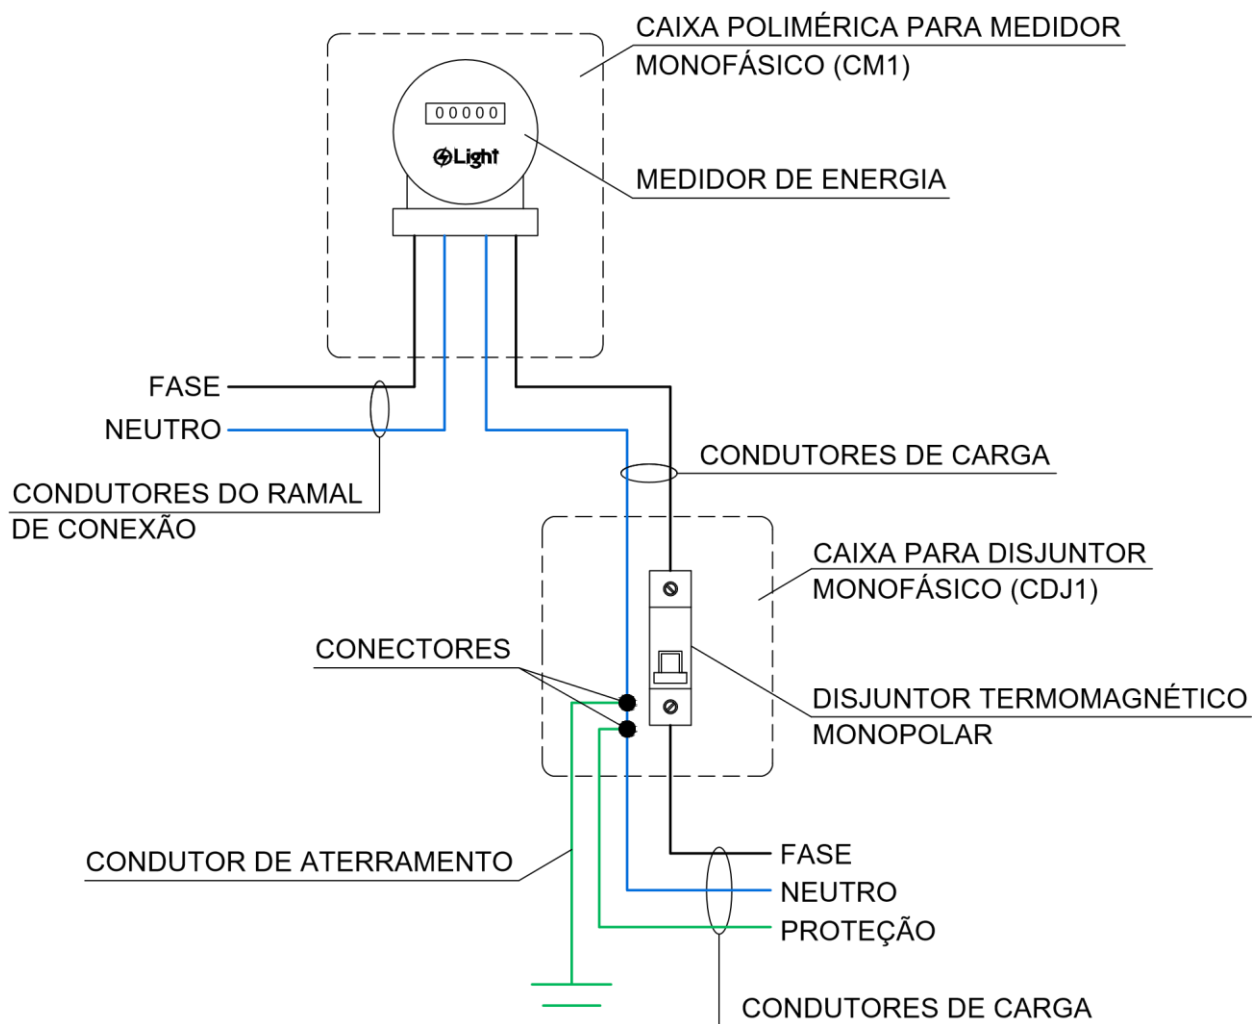 CAIXA POLIMÉRICA PARA MEDIDOR
MONOFÁSICO (CM1)
00000
Light
MEDIDOR DE ENERGIA
FASE
NEUTRO
CONDUTORES DE CARGA
CONDUTORES DO RAMAL
DE CONEXÃO
CAIXA PARA DISJUNTOR
MONOFÁSICO (CDJ1)
CONECTORES
DISJUNTOR TERMOMAGNÉTICO
MONOPOLAR
CONDUTOR DE ATERRAMENTO
FASE
NEUTRO
PROTEÇÃO
CONDUTORES DE CARGA